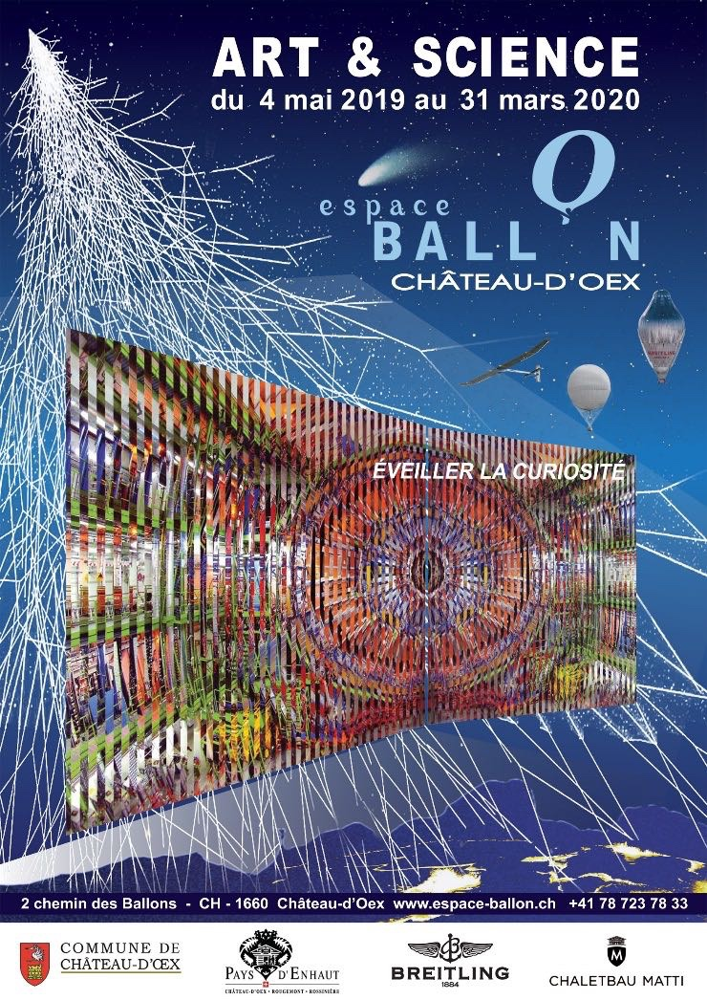 ART & SCIENCE
du 4 mai 2019 au 31 mars 2020
espace
BALLON
CHÂTEAU-D'OEX
BREITLING
ÉVEILLER LA CURIOSITÉ
2 chemin des Ballons - CH - 1660 Château-d'Oex www.espace-ballon.ch +41 78 723 78 33
COMMUNE DE
CHÂTEAU-D'ŒX
PAYS D'ENHAUT
CHÂTEAU-D'OEX • ROUGEMONT • ROSSINIÈRE
BREITLING
1884
M
CHALETBAU MATTI